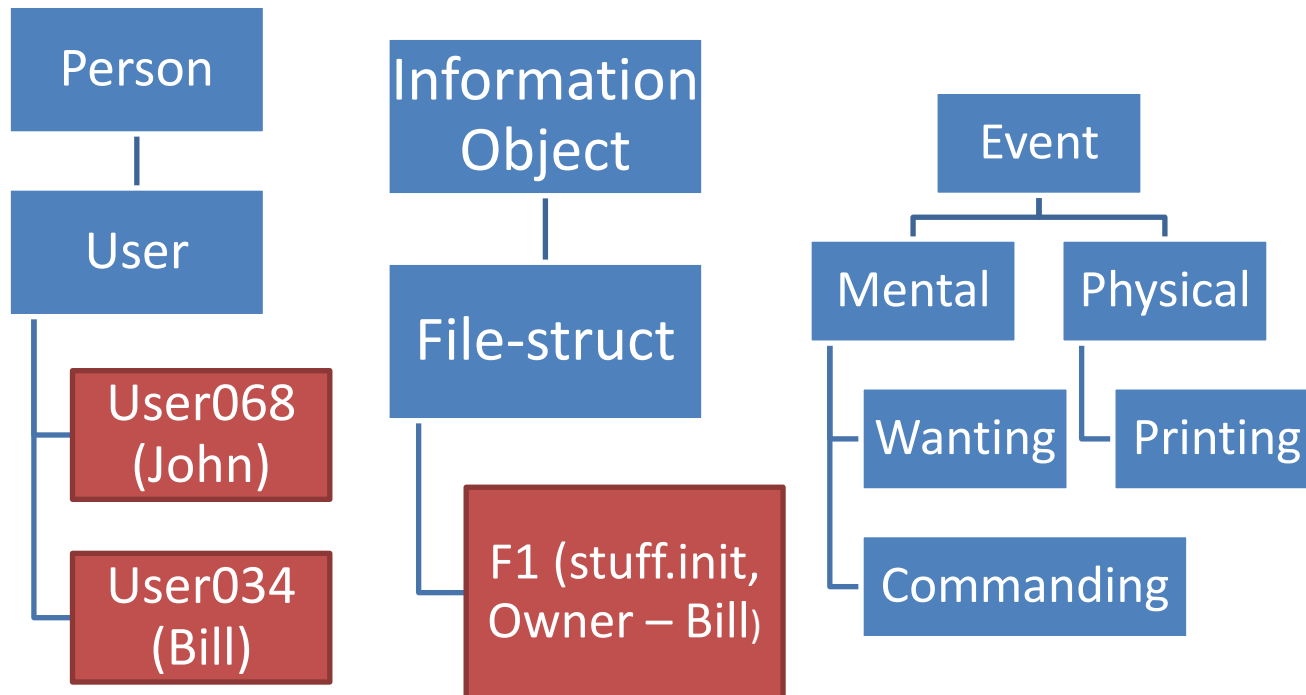 Person
User
User068
(John)
User034
(Bill)
Information
Object
File-struct
F1 (stuff.init,
Owner – Bill)
Event
Mental
Physical
Wanting
Printing
Commanding